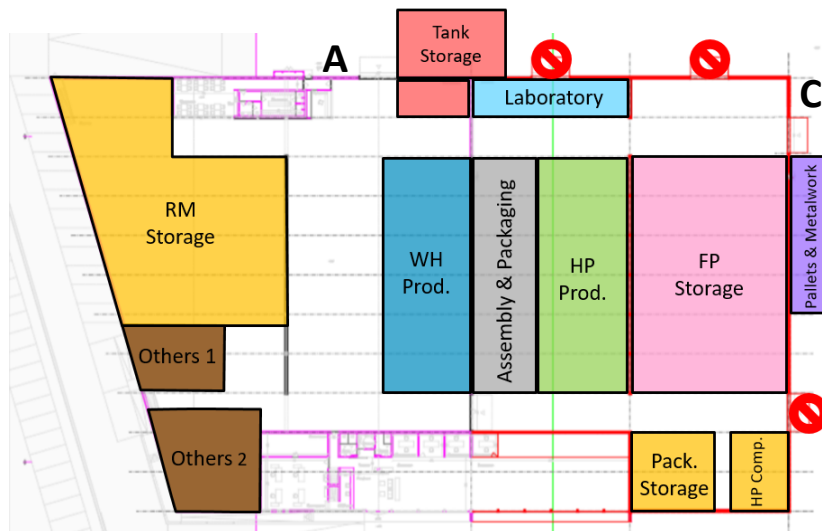 Tank
Storage
A
C
Laboratory
RM
Storage
WH
Prod.
Assembly & Packaging
HP
Prod.
FP
Storage
Pallets & Metalwork
Others 1
Others 2
Pack.
Storage
HP Comp.